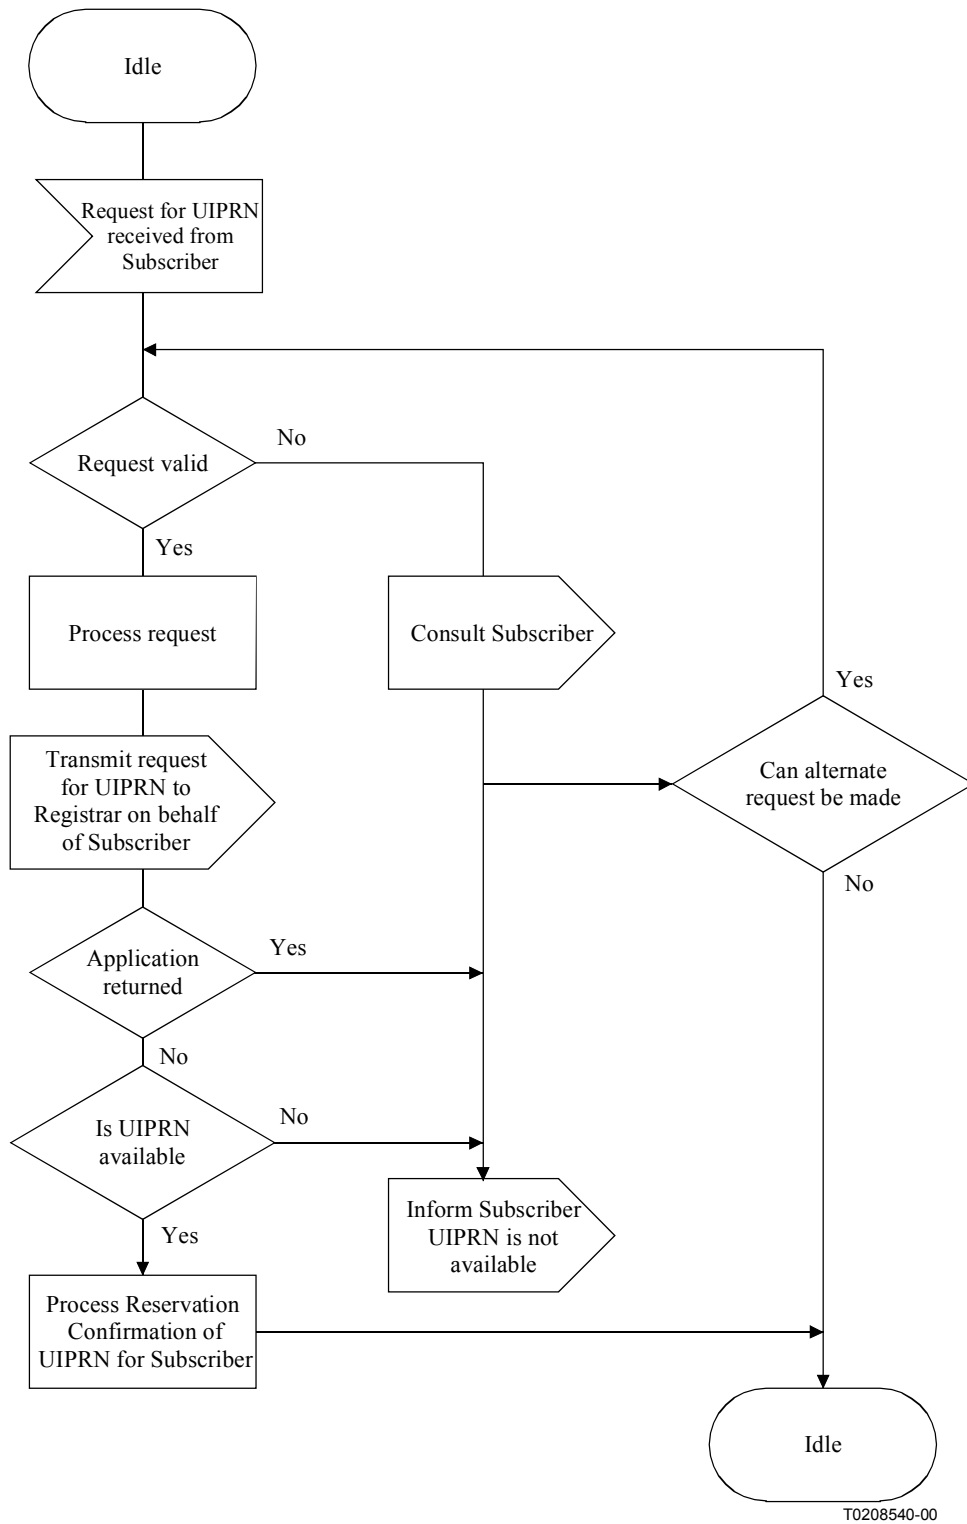 Idle
Request for UIPRN
received from
Subscriber
Request valid
No
Yes
Process request
Consult Subscriber
Yes
Transmit request
for UIPRN to
Registrar on behalf
of Subscriber
Can alternate
request be made
No
Application
returned
Yes
No
Is UIPRN
available
No
Yes
Inform Subscriber
UIPRN is not
available
Process Reservation
Confirmation of
UIPRN for Subscriber
Idle
T0208540-00